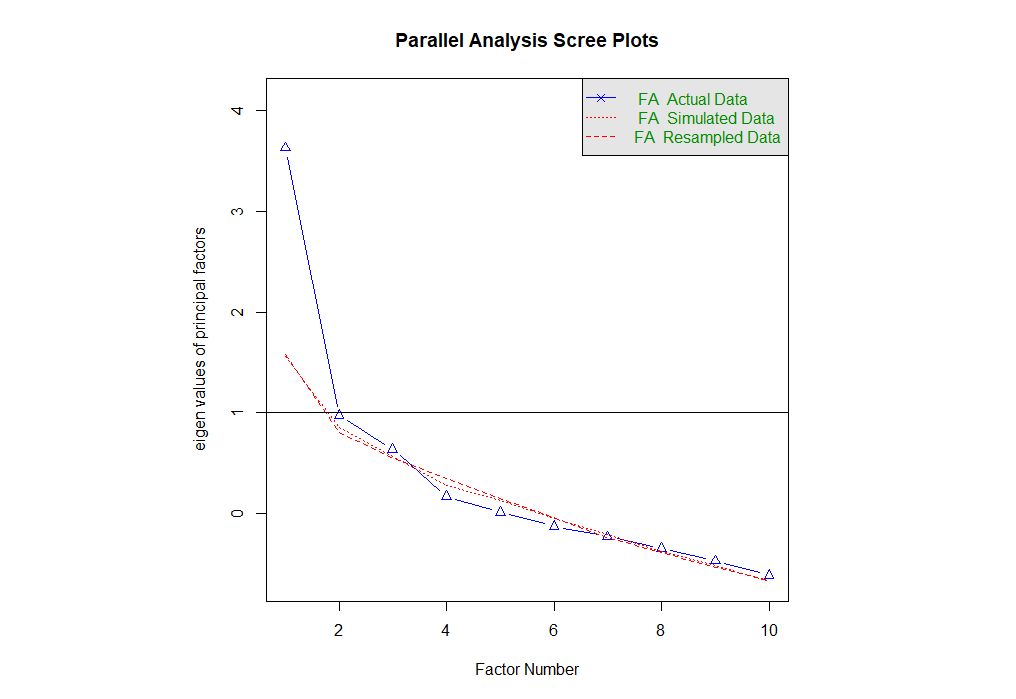 Parallel Analysis Scree Plots
FA  Actual Data
FA  Simulated Data
FA  Resampled Data
eigen values of principal factors
4
3
2
1
0
2
4
6
8
10
Factor Number